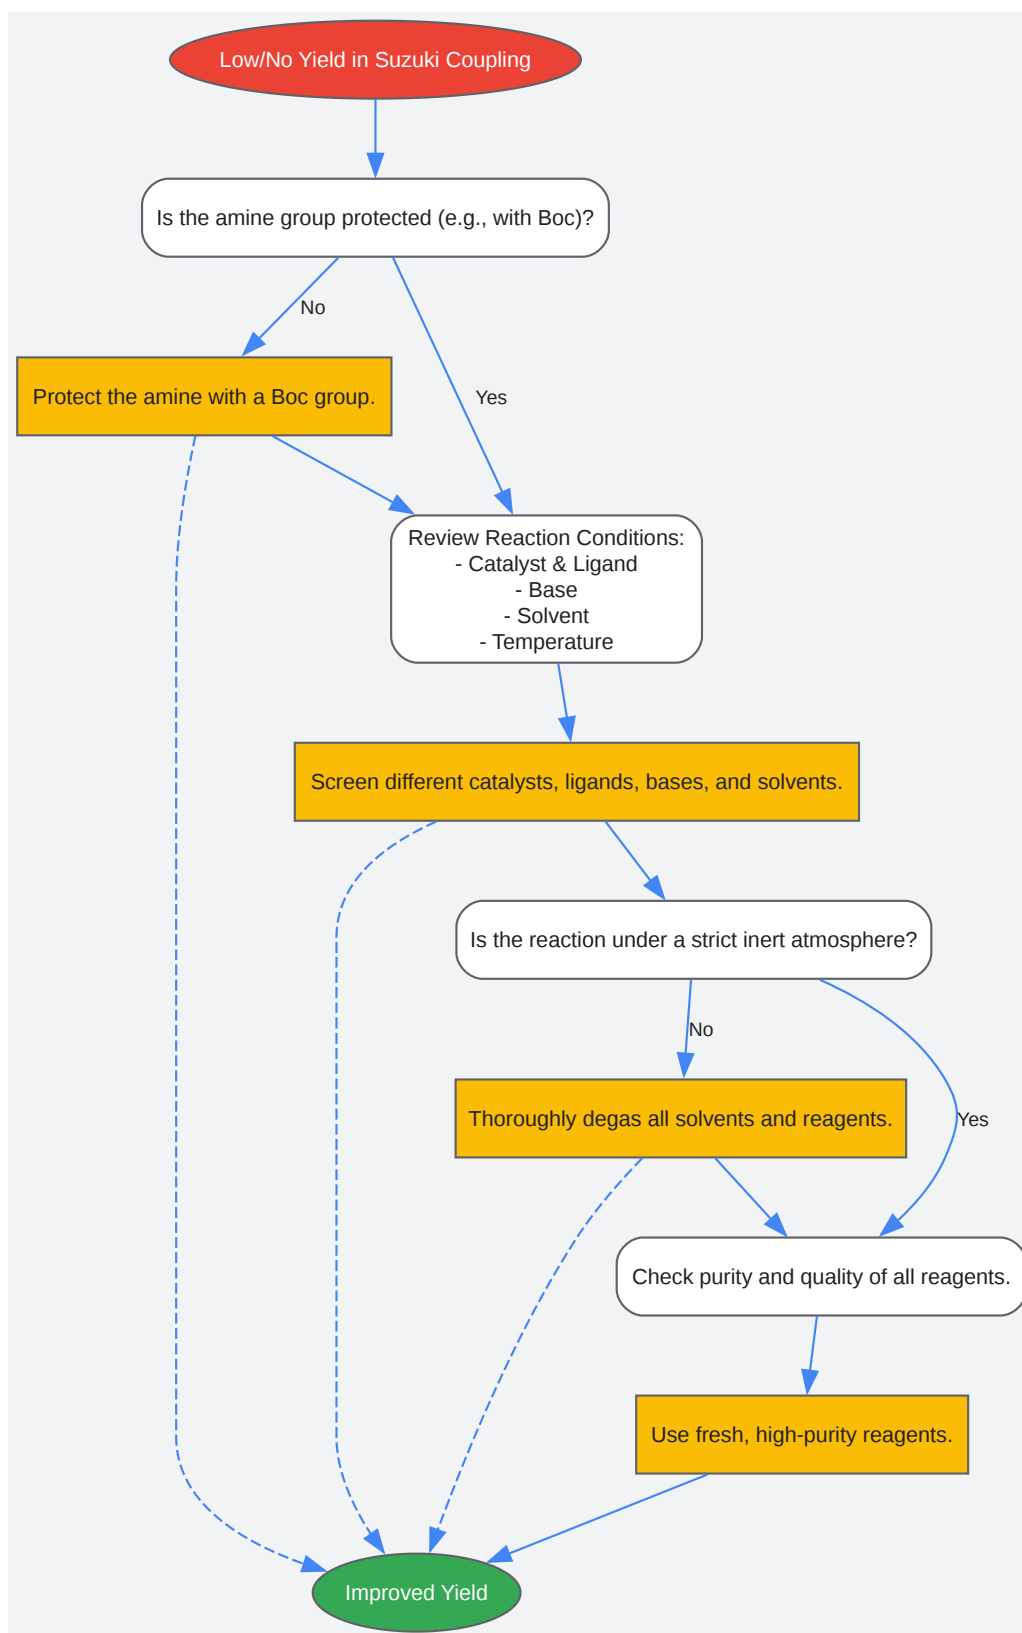 Low/No Yield in Suzuki Coupling
Is the amine group protected (e.g., with Boc)?
No
Protect the amine with a Boc group.
Yes
Review Reaction Conditions:
- Catalyst & Ligand
- Base
- Solvent
- Temperature
Screen different catalysts, ligands, bases, and solvents.
Is the reaction under a strict inert atmosphere?
No
Thoroughly degas all solvents and reagents.
Yes
Check purity and quality of all reagents.
Use fresh, high-purity reagents.
Improved Yield